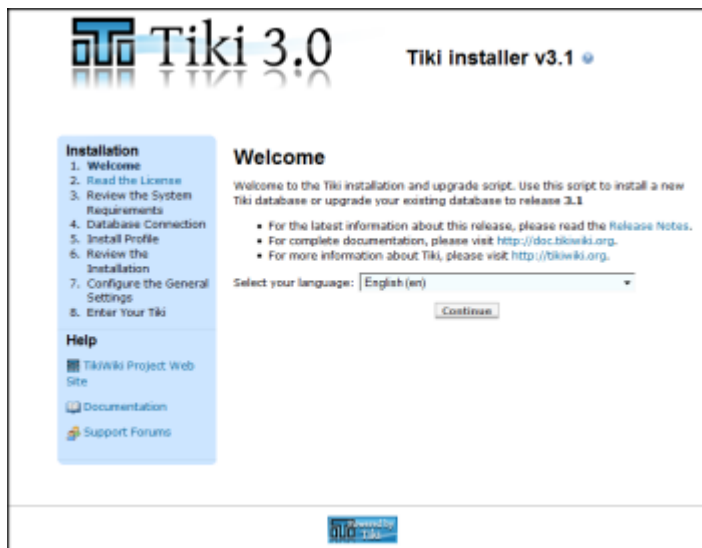 Tiki 3.0
Tiki installer v3.1
Installation
1. Welcome
2. Read the License
3. Review the System
Requirements
4. Database Connection
5. Install Profile
6. Review the
Installation
7. Configure the General
Settings
8. Enter Your Tiki
Help
TikiWiki Project Web
Site
Documentation
Support Forums
Welcome
Welcome to the Tiki installation and upgrade script. Use this script to install a new
Tiki database or upgrade your existing database to release 3.1
• For the latest information about this release, please read the Release Notes.
• For complete documentation, please visit http://doc.tikiwiki.org.
• For more information about Tiki, please visit http://tikiwiki.org.
Select your language: English (en)
Continue
Powered by
Tiki